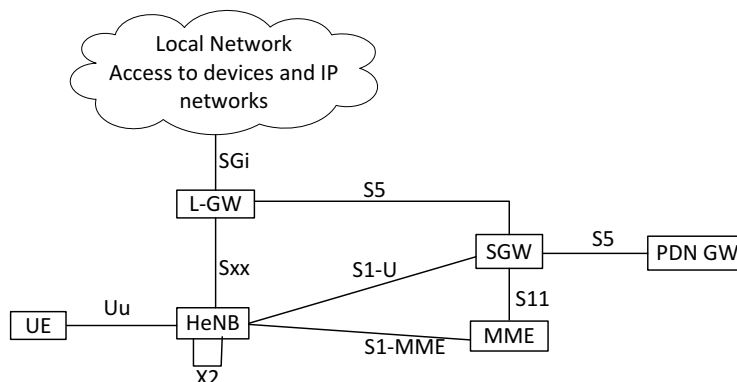 Local Network
Access to devices and IP
networks
SGi
L-GW
S5
Sxx
S1-U
SGW
S5
PDN GW
S11
UE
Uu
HeNB
S1-MME
MME
X2